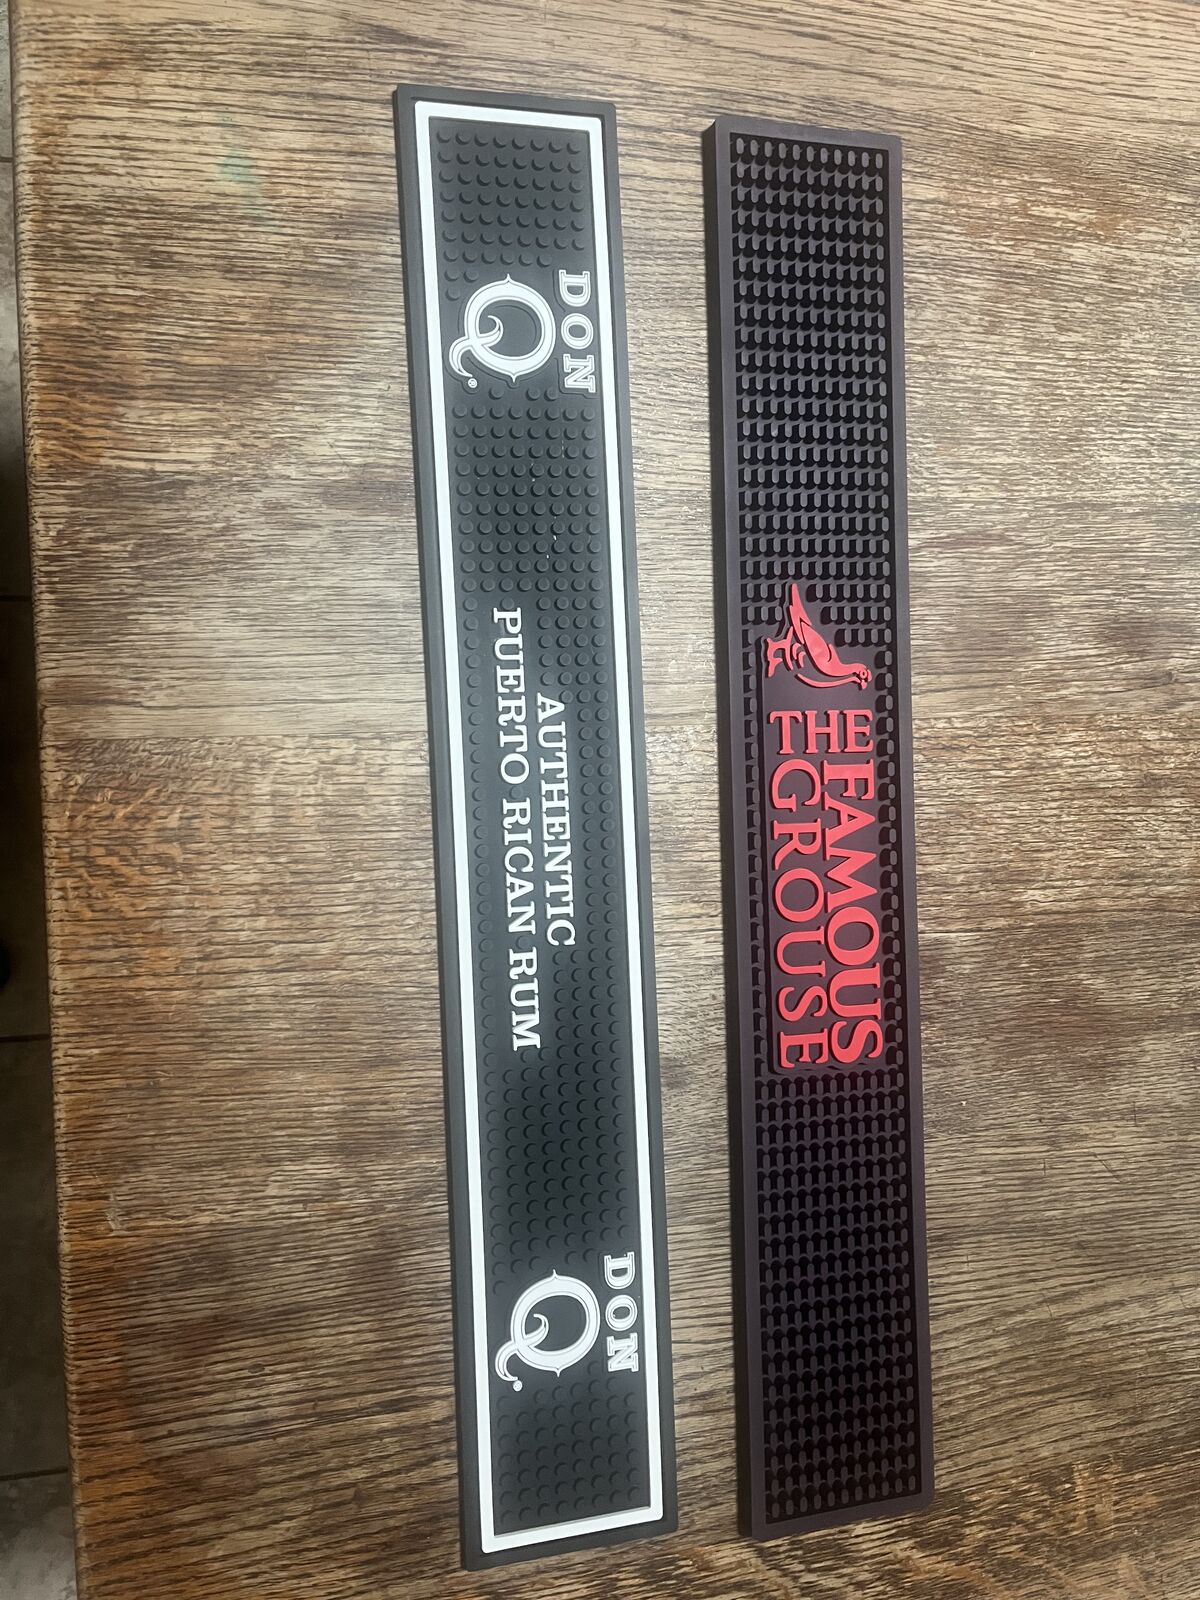 DON
Q®
AUTHENTIC
PUERTO RICAN RUM
DON
Q®
THE FAMOUS
GROUSE